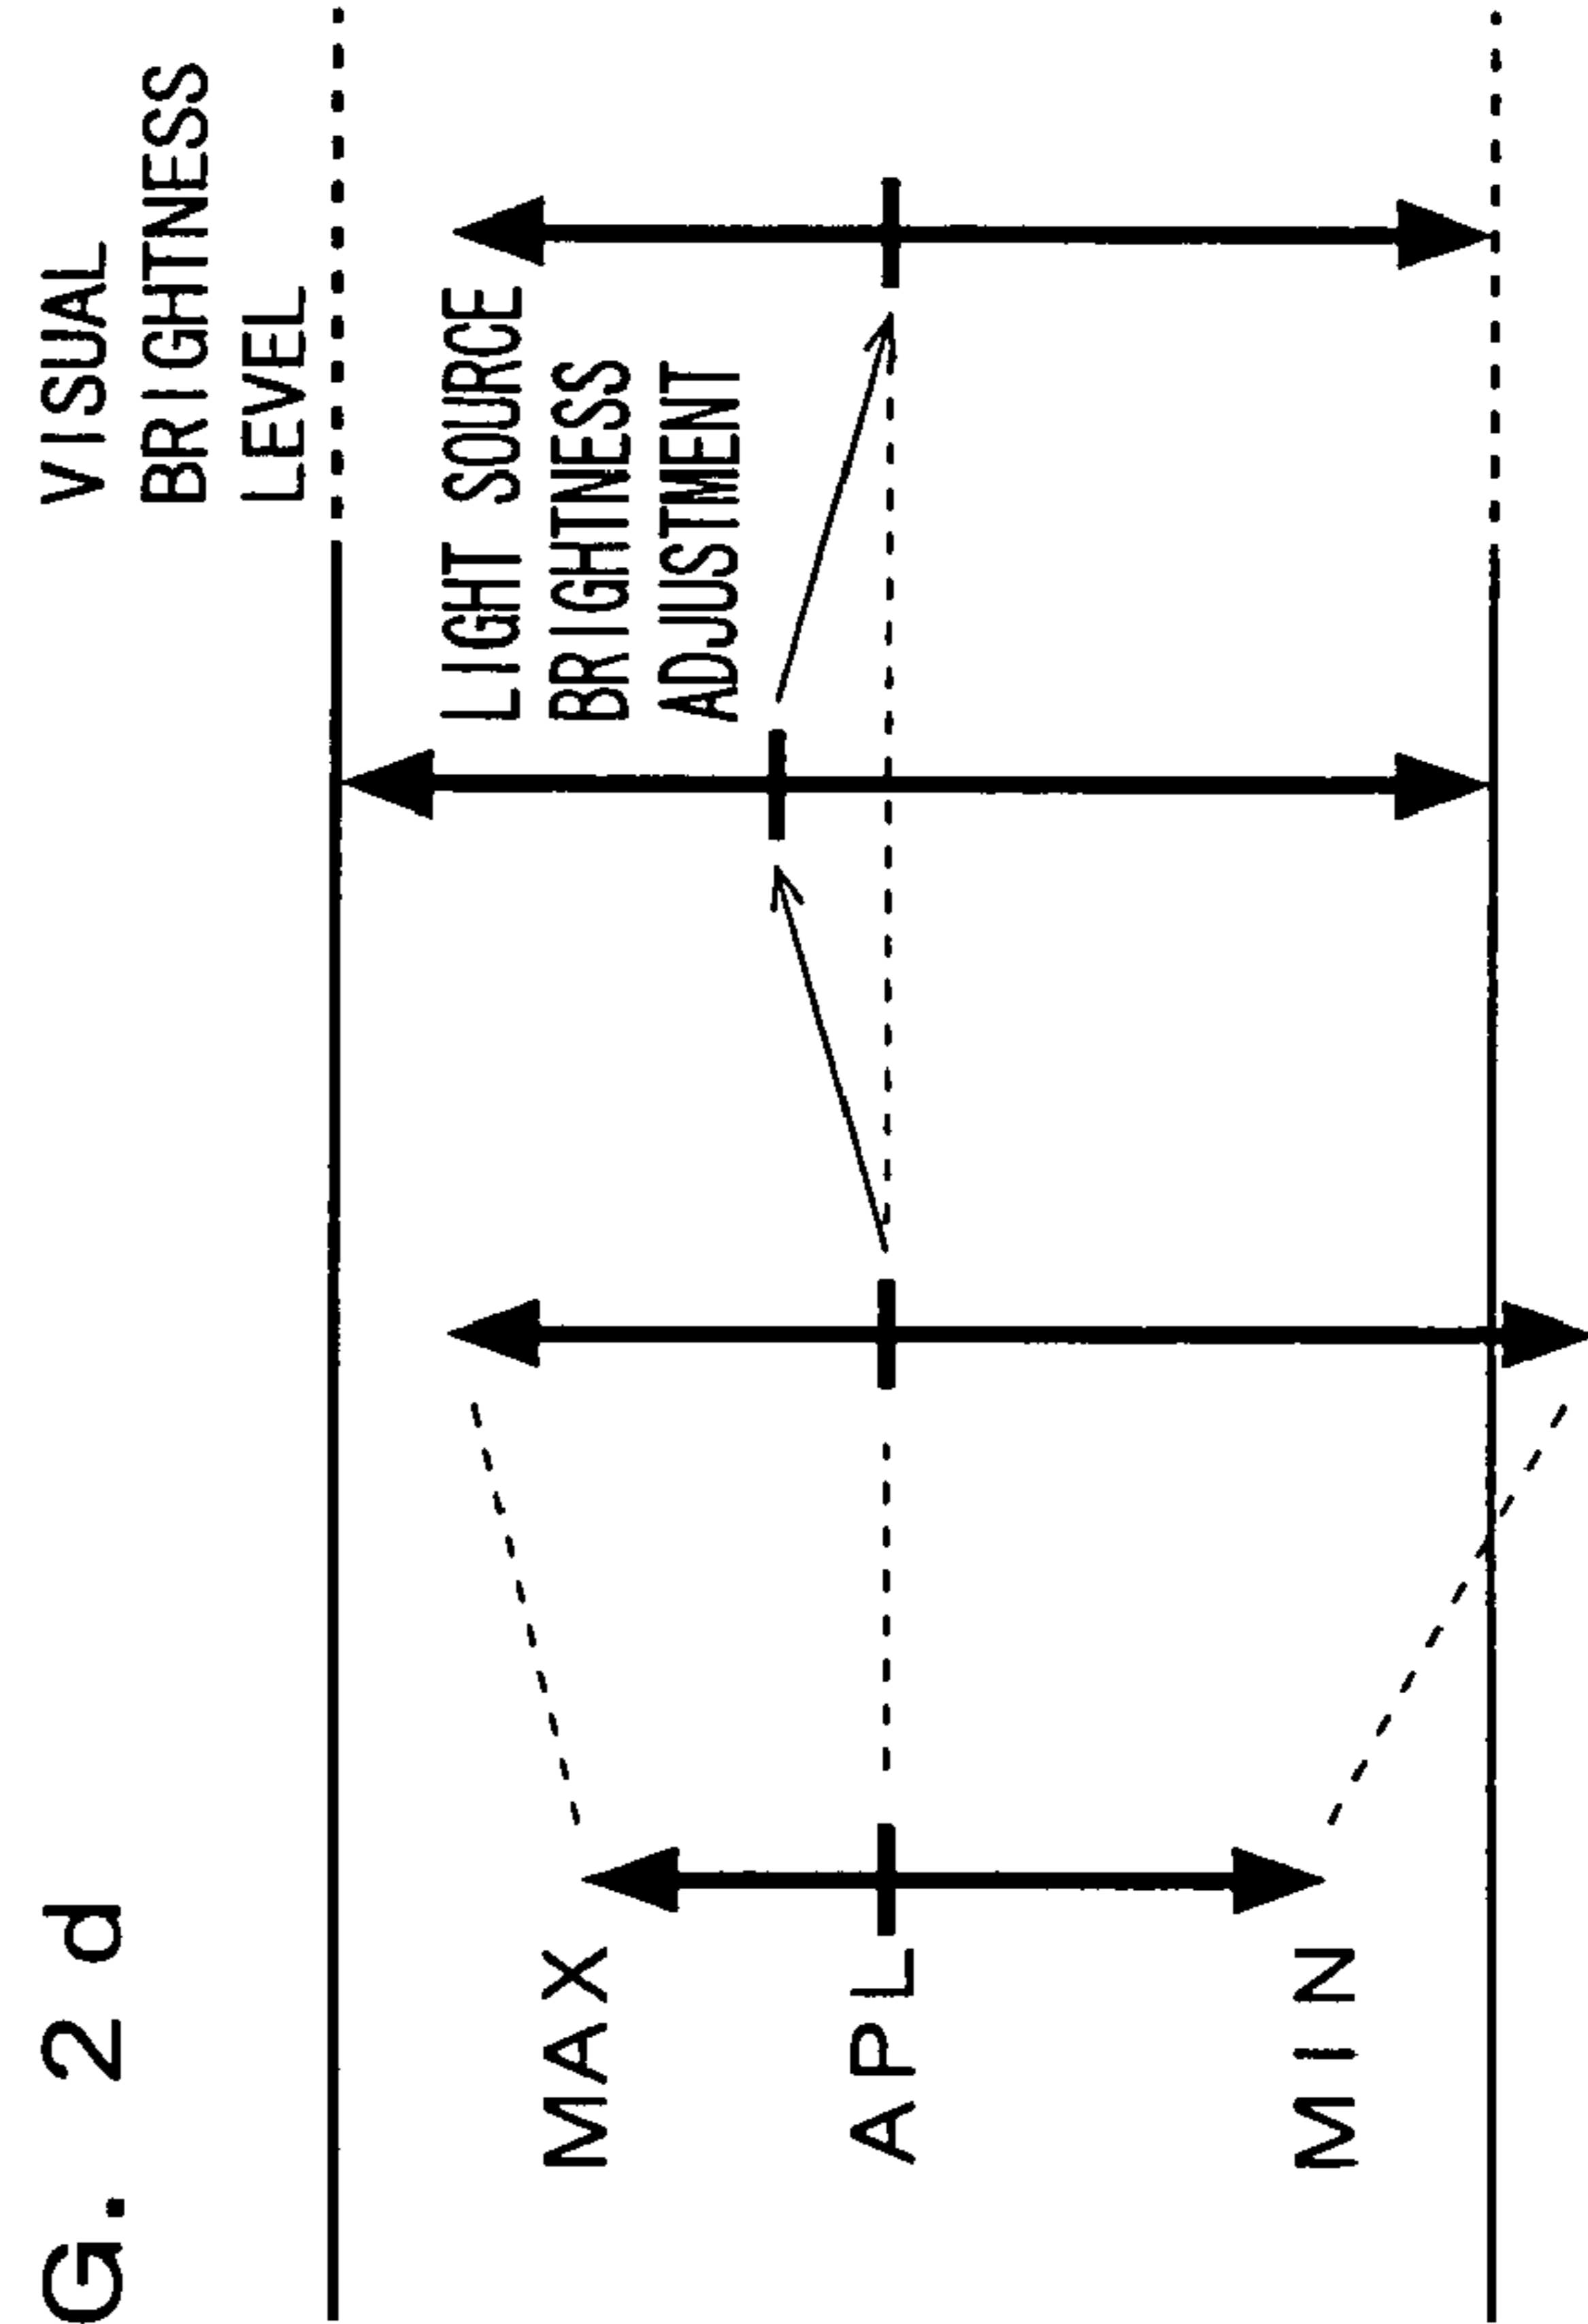 G. 2 d
VISUAL
BRIGHTNESS
LEVEL
LIGHT SOURCE
BRIGHTNESS
ADJUSTMENT
MAX
APL
MIN